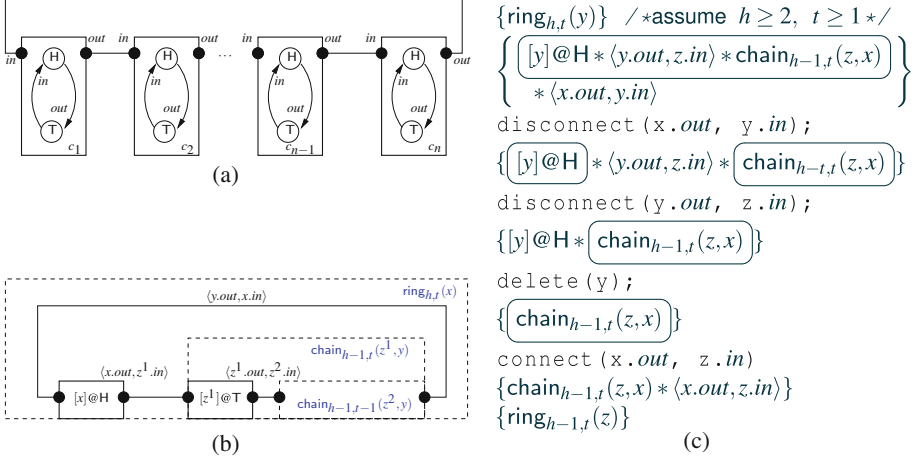 out in out in out in out
in
H H H H
in in in in
out out out out
...
T T T T
c1 c2 cn−1 cn
(a)
⟨y.out,x.in⟩ ringh,t(x)
chainh−1,t(z1,y)
⟨x.out,z1.in⟩ ⟨z1.out,z2.in⟩
[x]@H [z1]@T chainh−1,t−1(z2,y)
(b)
{ringh,t(y)} /*assume h ≥ 2, t ≥ 1*/
{ [y]@H ∗ ⟨y.out,z.in⟩ ∗ chainh−1,t(z,x)
∗ ⟨x.out,y.in⟩ }
disconnect(x.out, y.in);
{ [y]@H ∗ ⟨y.out,z.in⟩ ∗ chainh−t,t(z,x) }
disconnect(y.out, z.in);
{[y]@H ∗ chainh−1,t(z,x) }
delete(y);
{ chainh−1,t(z,x) }
connect(x.out, z.in)
{chainh−1,t(z,x) ∗ ⟨x.out,z.in⟩}
{ringh−1,t(z)}
(c)